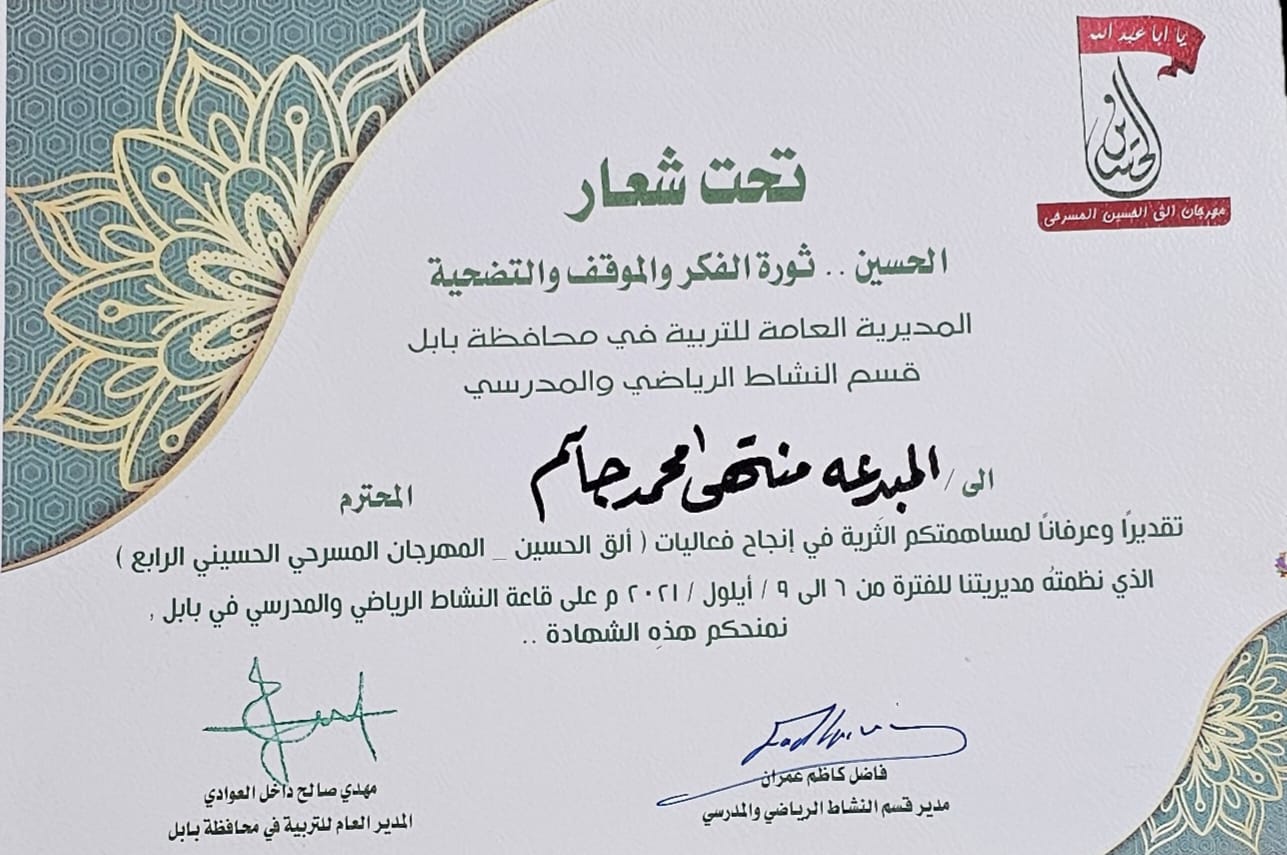 يا ابا عبد الله
الحسين
مهرجان الق الحسين المسرحي
تحت شعار
الحسين .. ثورة الفكر والموقف والتضحية
المديرية العامة للتربية في محافظة بابل
قسم النشاط الرياضي والمدرسي
الى / المبدعه منتهى محمد جاسم المحترم
تقديرًا وعرفانًا لمساهمتكم الثرية في إنجاح فعاليات ( ألق الحسين _ المهرجان المسرحي الحسيني الرابع )
الذي نظمتهُ مديريتنا للفترة من ٦ الى ٩ / أيلول / ٢٠٢١ م على قاعة النشاط الرياضي والمدرسي في بابل ,
نمنحكم هذهِ الشهادة ..
فاضل كاظم عمران
مدير قسم النشاط الرياضي والمدرسي
مهدي صالح داخل العوادي
المدير العام للتربية في محافظة بابل